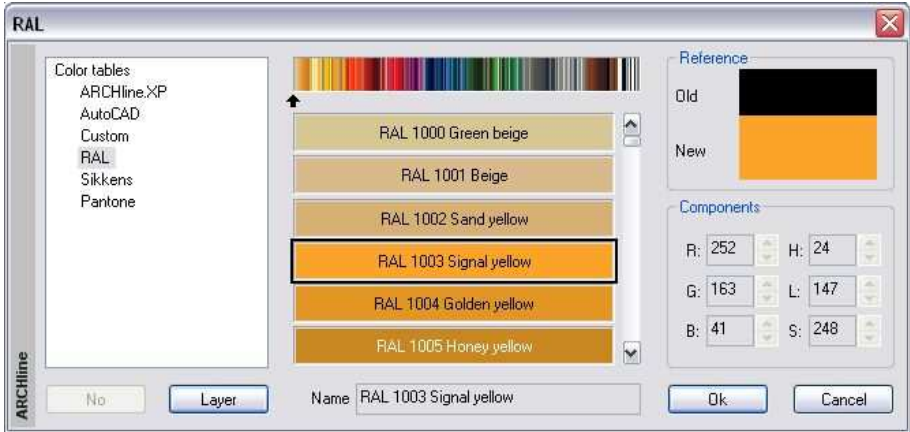 RAL
Color tables
ARCHline.XP
AutoCAD
Custom
RAL
Sikkens
Pantone
RAL 1000 Green beige
RAL 1001 Beige
RAL 1002 Sand yellow
RAL 1003 Signal yellow
RAL 1004 Golden yellow
RAL 1005 Honey yellow
Reference
Old
New
Components
R: 252 H: 24
G: 163 L: 147
B: 41 S: 248
ARCHline
No
Layer
Name RAL 1003 Signal yellow
Ok
Cancel